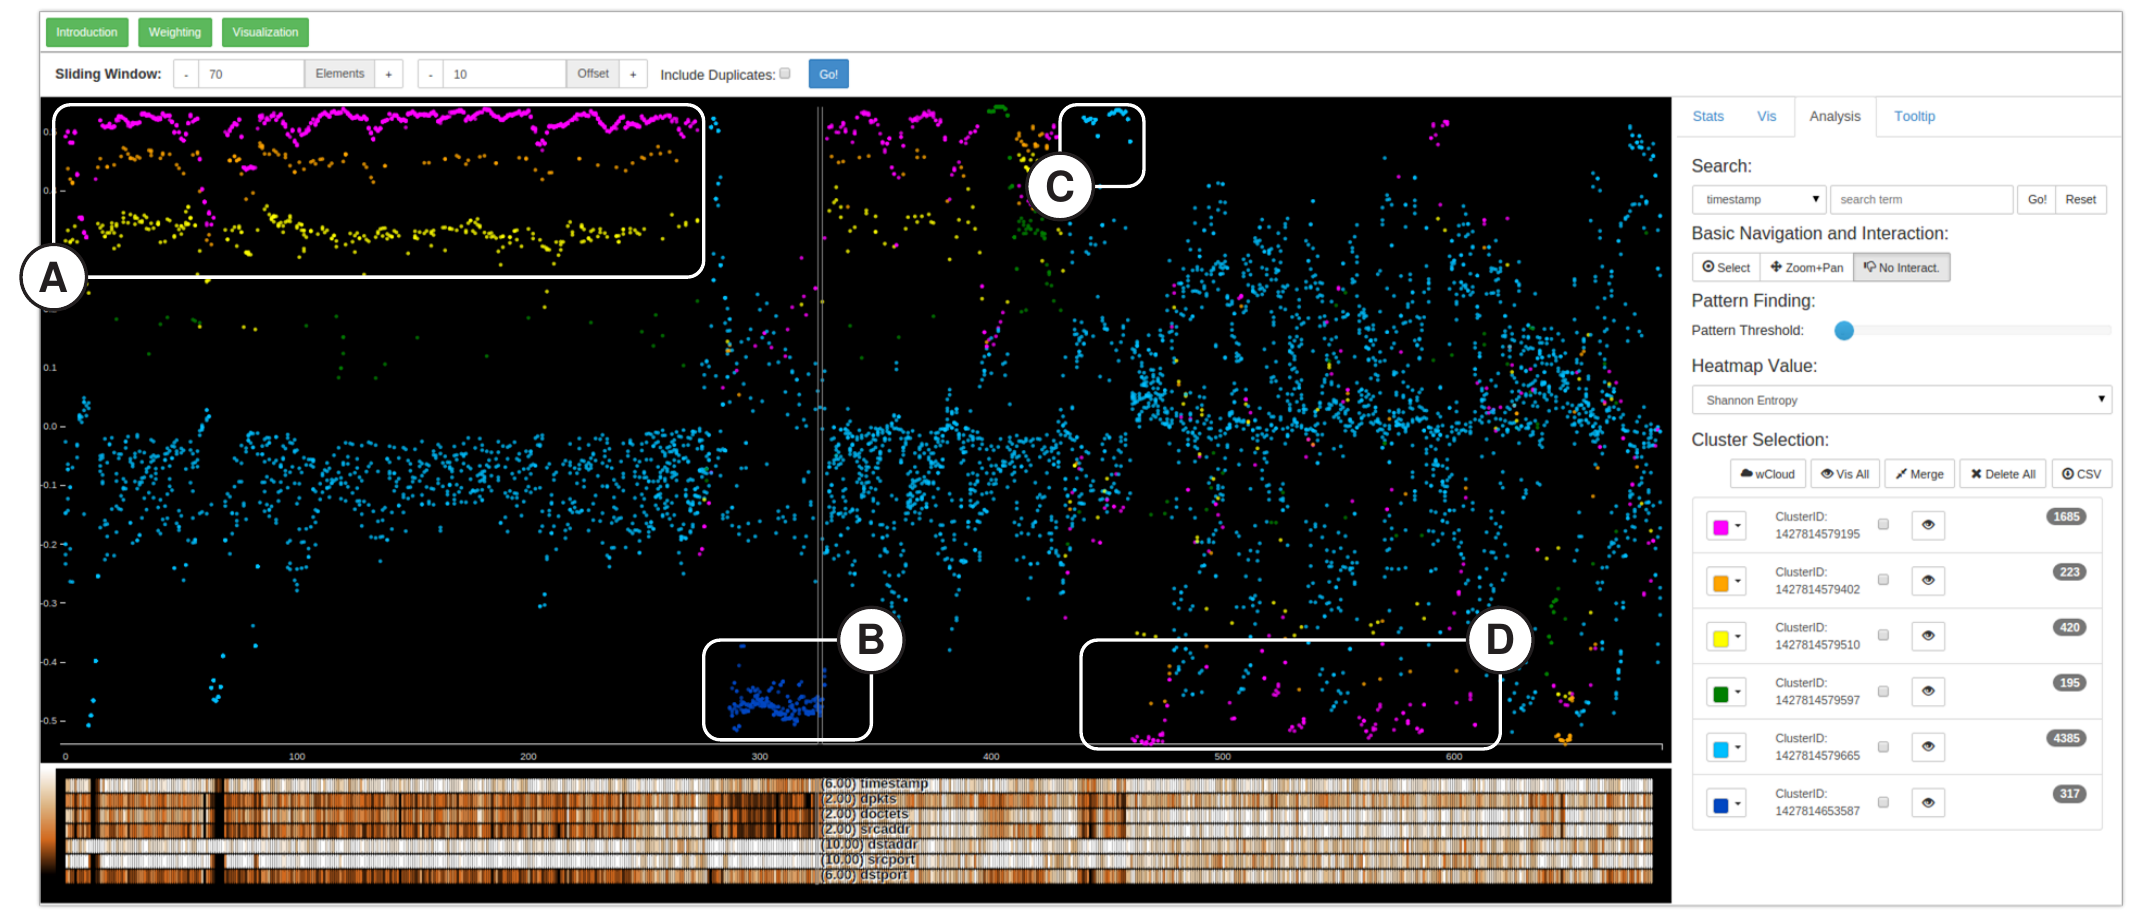 Introduction Weighting Visualization
Sliding Window: - 70 Elements + - 10 Offset + Include Duplicates: Go!
Stats Vis Analysis Tooltip
Search:
timestamp search term Go! Reset
Basic Navigation and Interaction:
Select Zoom+Pan No Interact.
Pattern Finding:
Pattern Threshold:
Heatmap Value:
Shannon Entropy
Cluster Selection:
wCloud Vis All Merge Delete All CSV
ClusterID: 1685
1427814579195
ClusterID: 223
1427814579402
ClusterID: 420
1427814579510
ClusterID: 195
1427814579597
ClusterID: 4385
1427814579665
ClusterID: 317
1427814653587
A
B
C
D
0.1
0.0
-0.1
-0.2
-0.3
-0.4
-0.5
0 100 200 300 400 500 600
(6.00) timestamp
(2.00) dpkts
(2.00) doctets
(2.00) srcaddr
(10.00) dstaddr
(10.00) srcport
(6.00) dstport